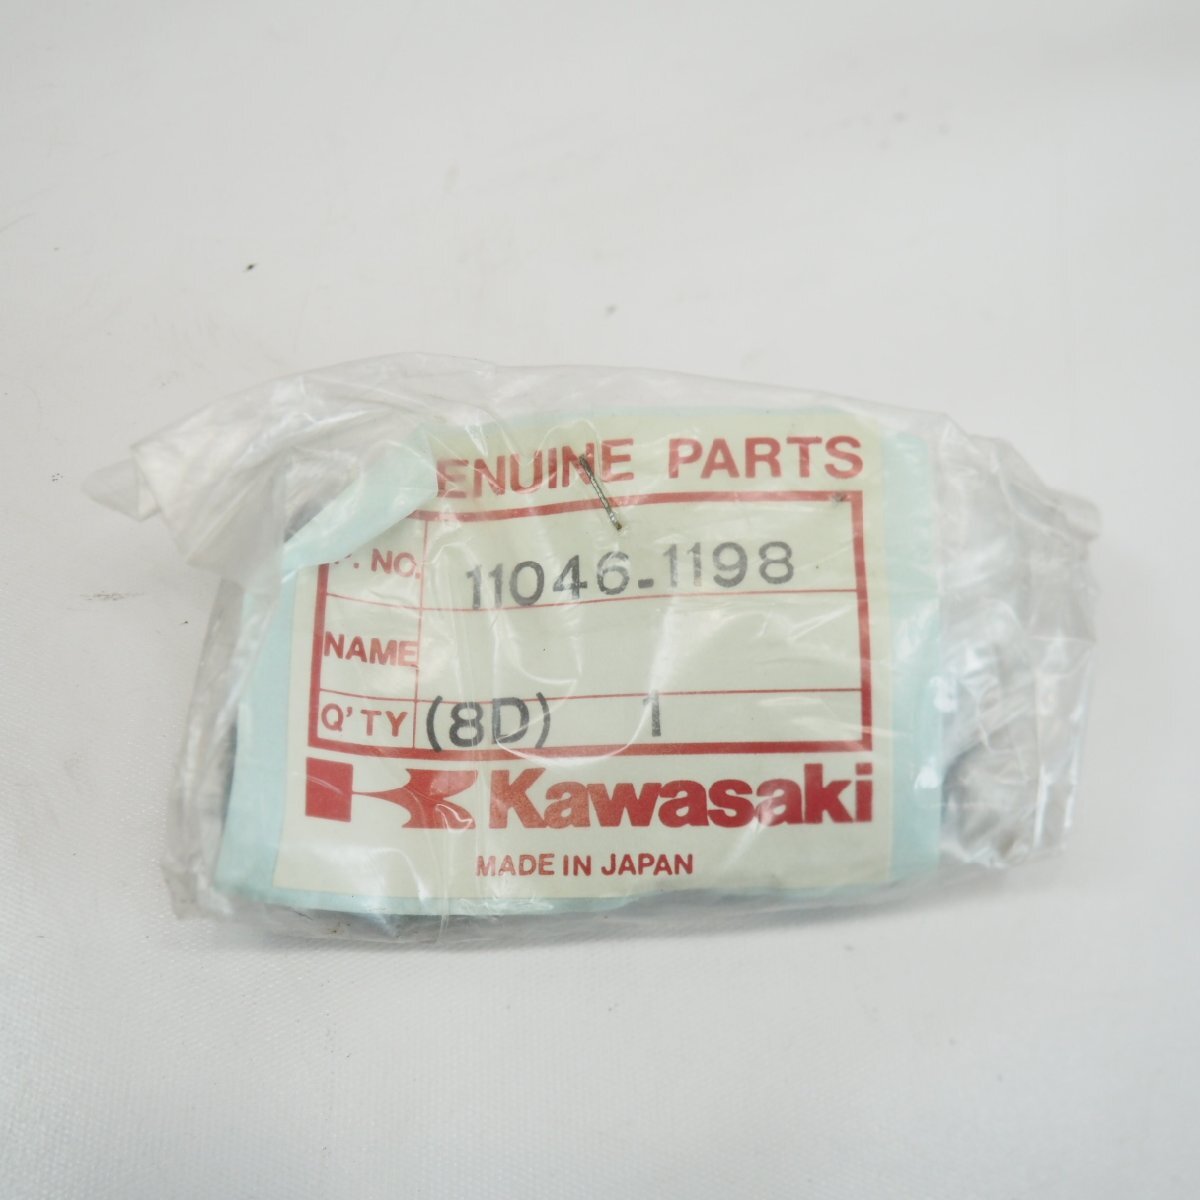 ENUINE PARTS
P. NO. 11046-1198
NAME
Q'TY (8D) 1
Kawasaki
MADE IN JAPAN